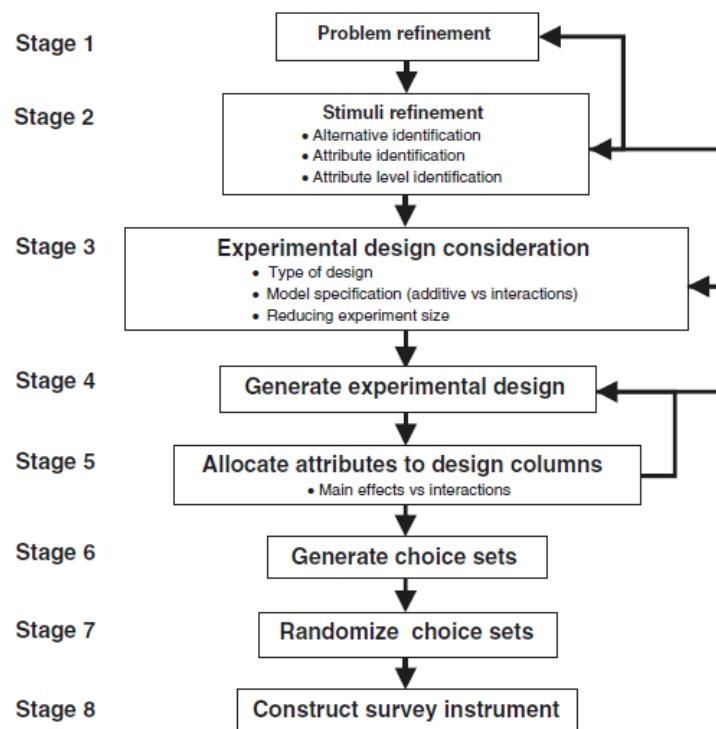 Stage 1
Problem refinement
Stage 2
Stimuli refinement
• Alternative identification
• Attribute identification
• Attribute level identification
Stage 3
Experimental design consideration
• Type of design
• Model specification (additive vs interactions)
• Reducing experiment size
Stage 4
Generate experimental design
Stage 5
Allocate attributes to design columns
• Main effects vs interactions
Stage 6
Generate choice sets
Stage 7
Randomize choice sets
Stage 8
Construct survey instrument